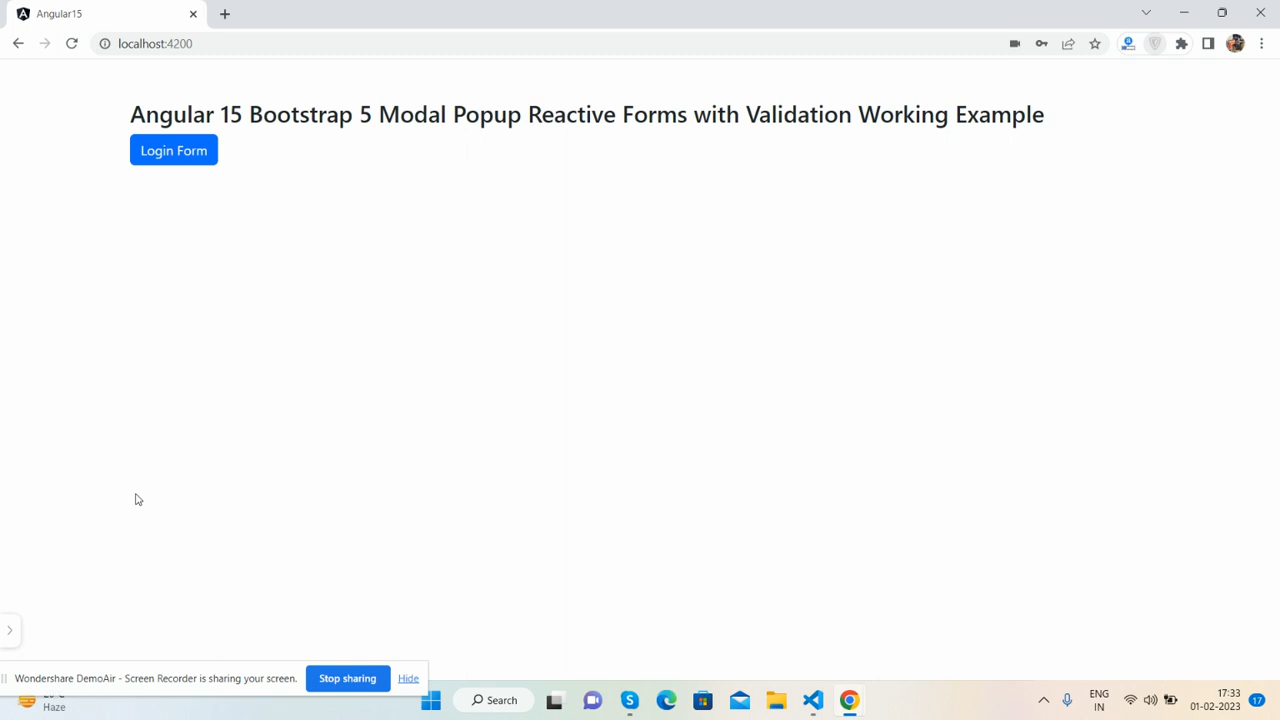 Angular15
localhost:4200
Angular 15 Bootstrap 5 Modal Popup Reactive Forms with Validation Working Example
Login Form
Wondershare DemoAir - Screen Recorder is sharing your screen.
Stop sharing
Hide
Haze
Search
ENG
IN
17:33
01-02-2023
17